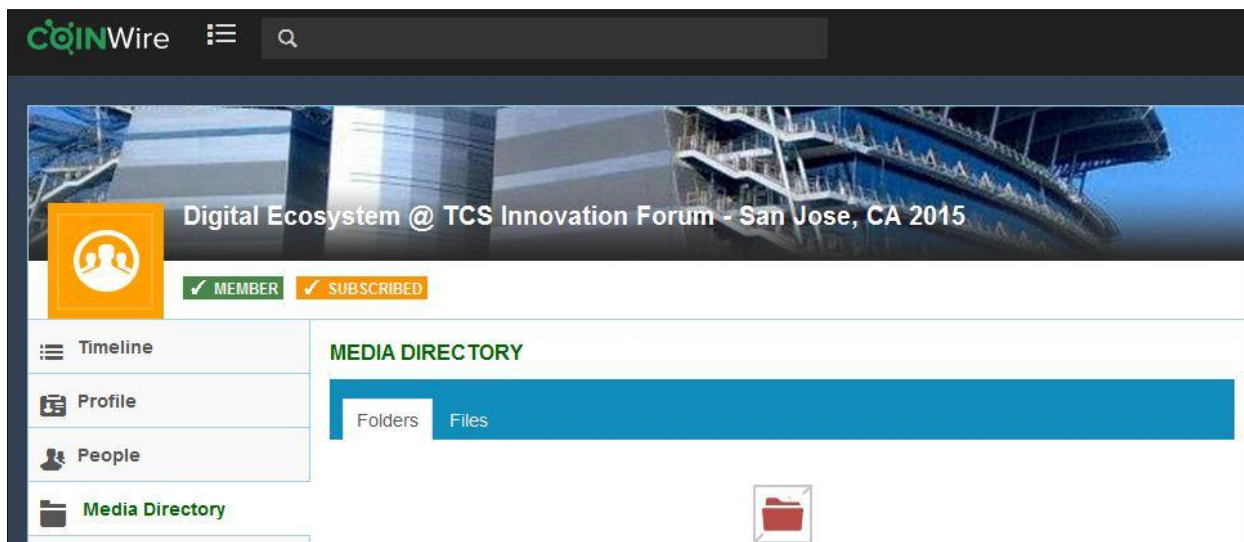 COINWire
Digital Ecosystem @ TCS Innovation Forum - San Jose, CA 2015
✓ MEMBER ✓ SUBSCRIBED
Timeline
Profile
People
Media Directory
MEDIA DIRECTORY
Folders Files